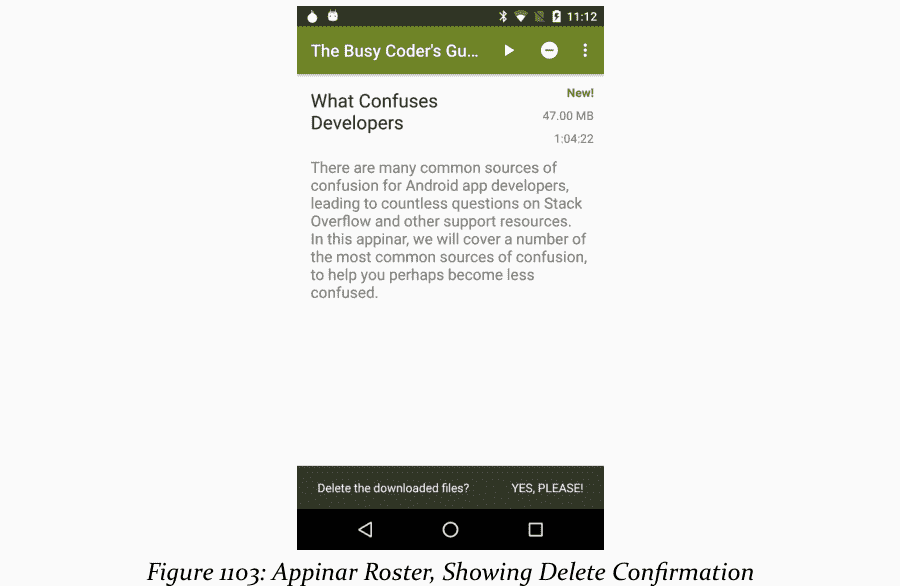 11:12
The Busy Coder's Gu...
What Confuses
Developers
New!
47.00 MB
1:04:22
There are many common sources of
confusion for Android app developers,
leading to countless questions on Stack
Overflow and other support resources.
In this appinar, we will cover a number of
the most common sources of confusion,
to help you perhaps become less
confused.
Delete the downloaded files? YES, PLEASE!
Figure 1103: Appinar Roster, Showing Delete Confirmation